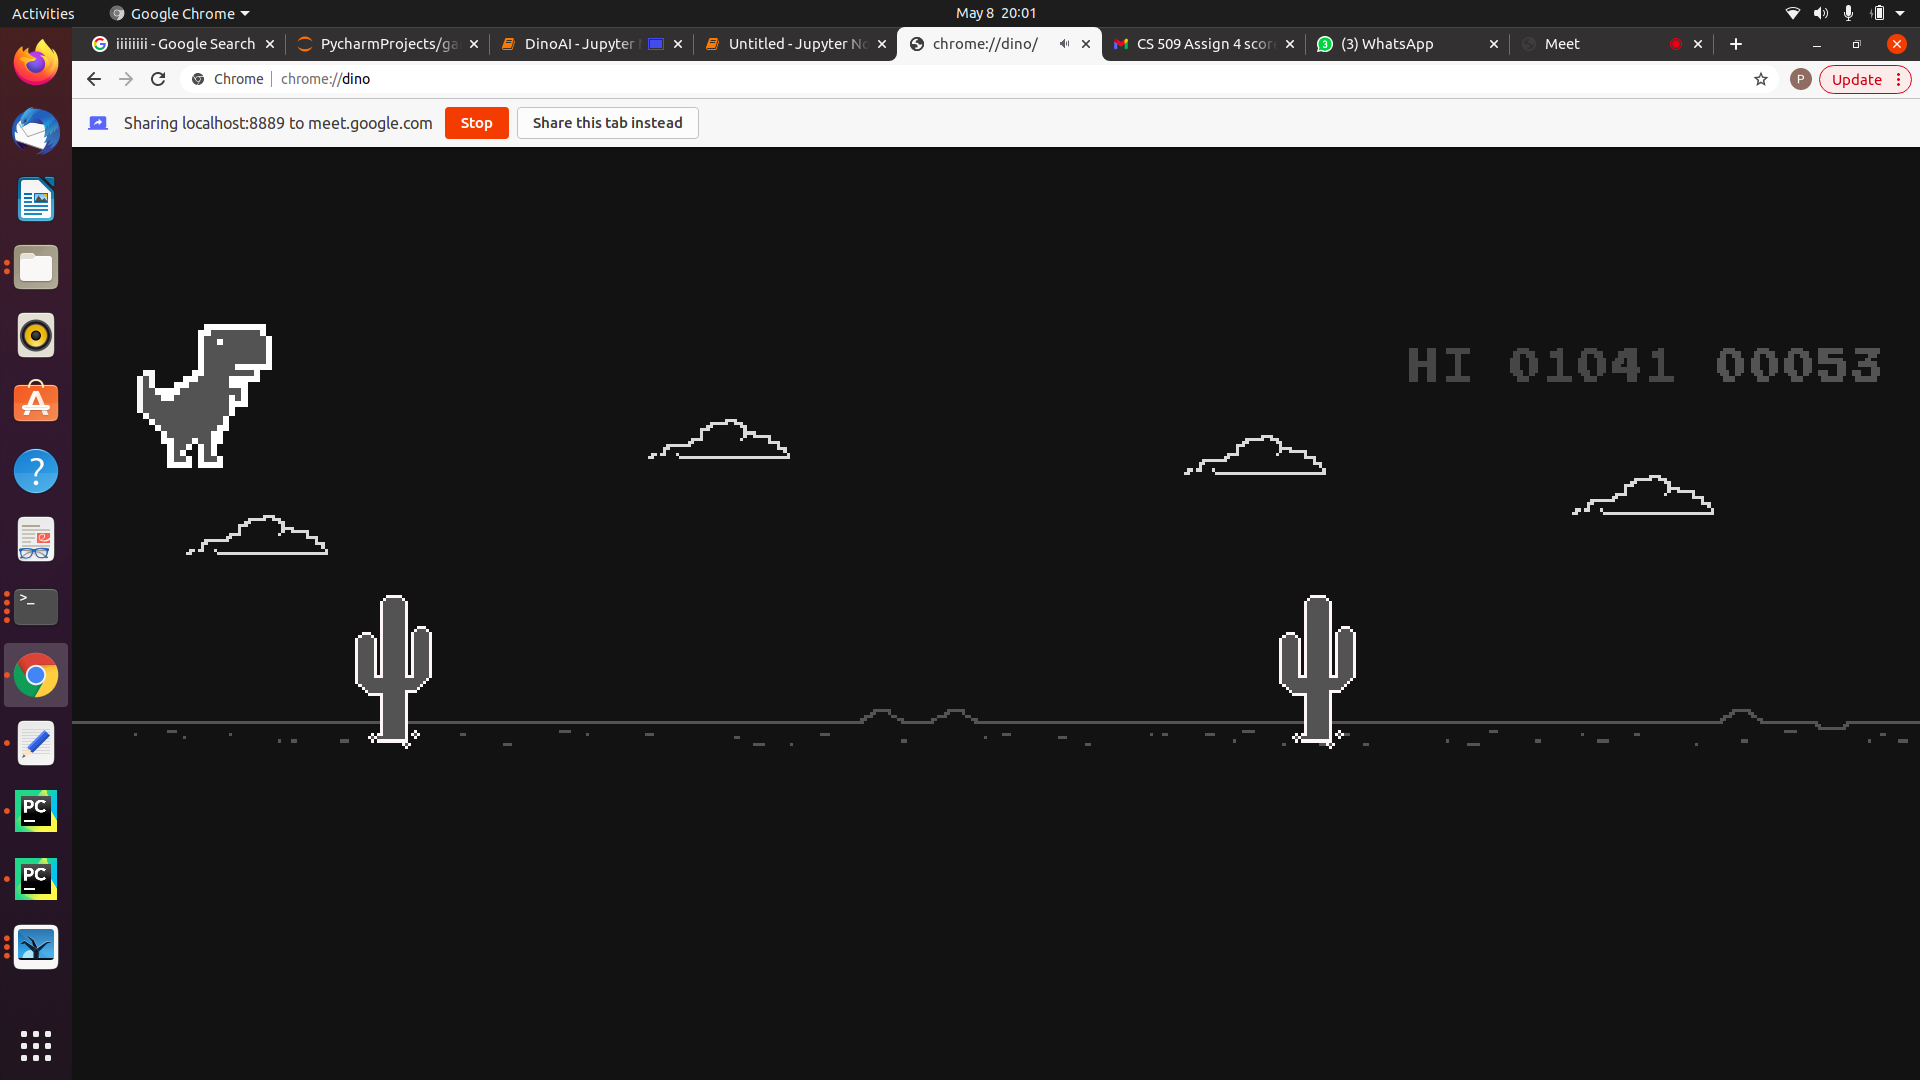 Activities Google Chrome May 8 20:01
iiiiiiii - Google Search PycharmProjects/ga DinoAI - Jupyter Untitled - Jupyter No chrome://dino/ CS 509 Assign 4 scor (3) WhatsApp Meet
Chrome chrome://dino P Update
Sharing localhost:8889 to meet.google.com Stop Share this tab instead
HI 01041 00053
PC
PC